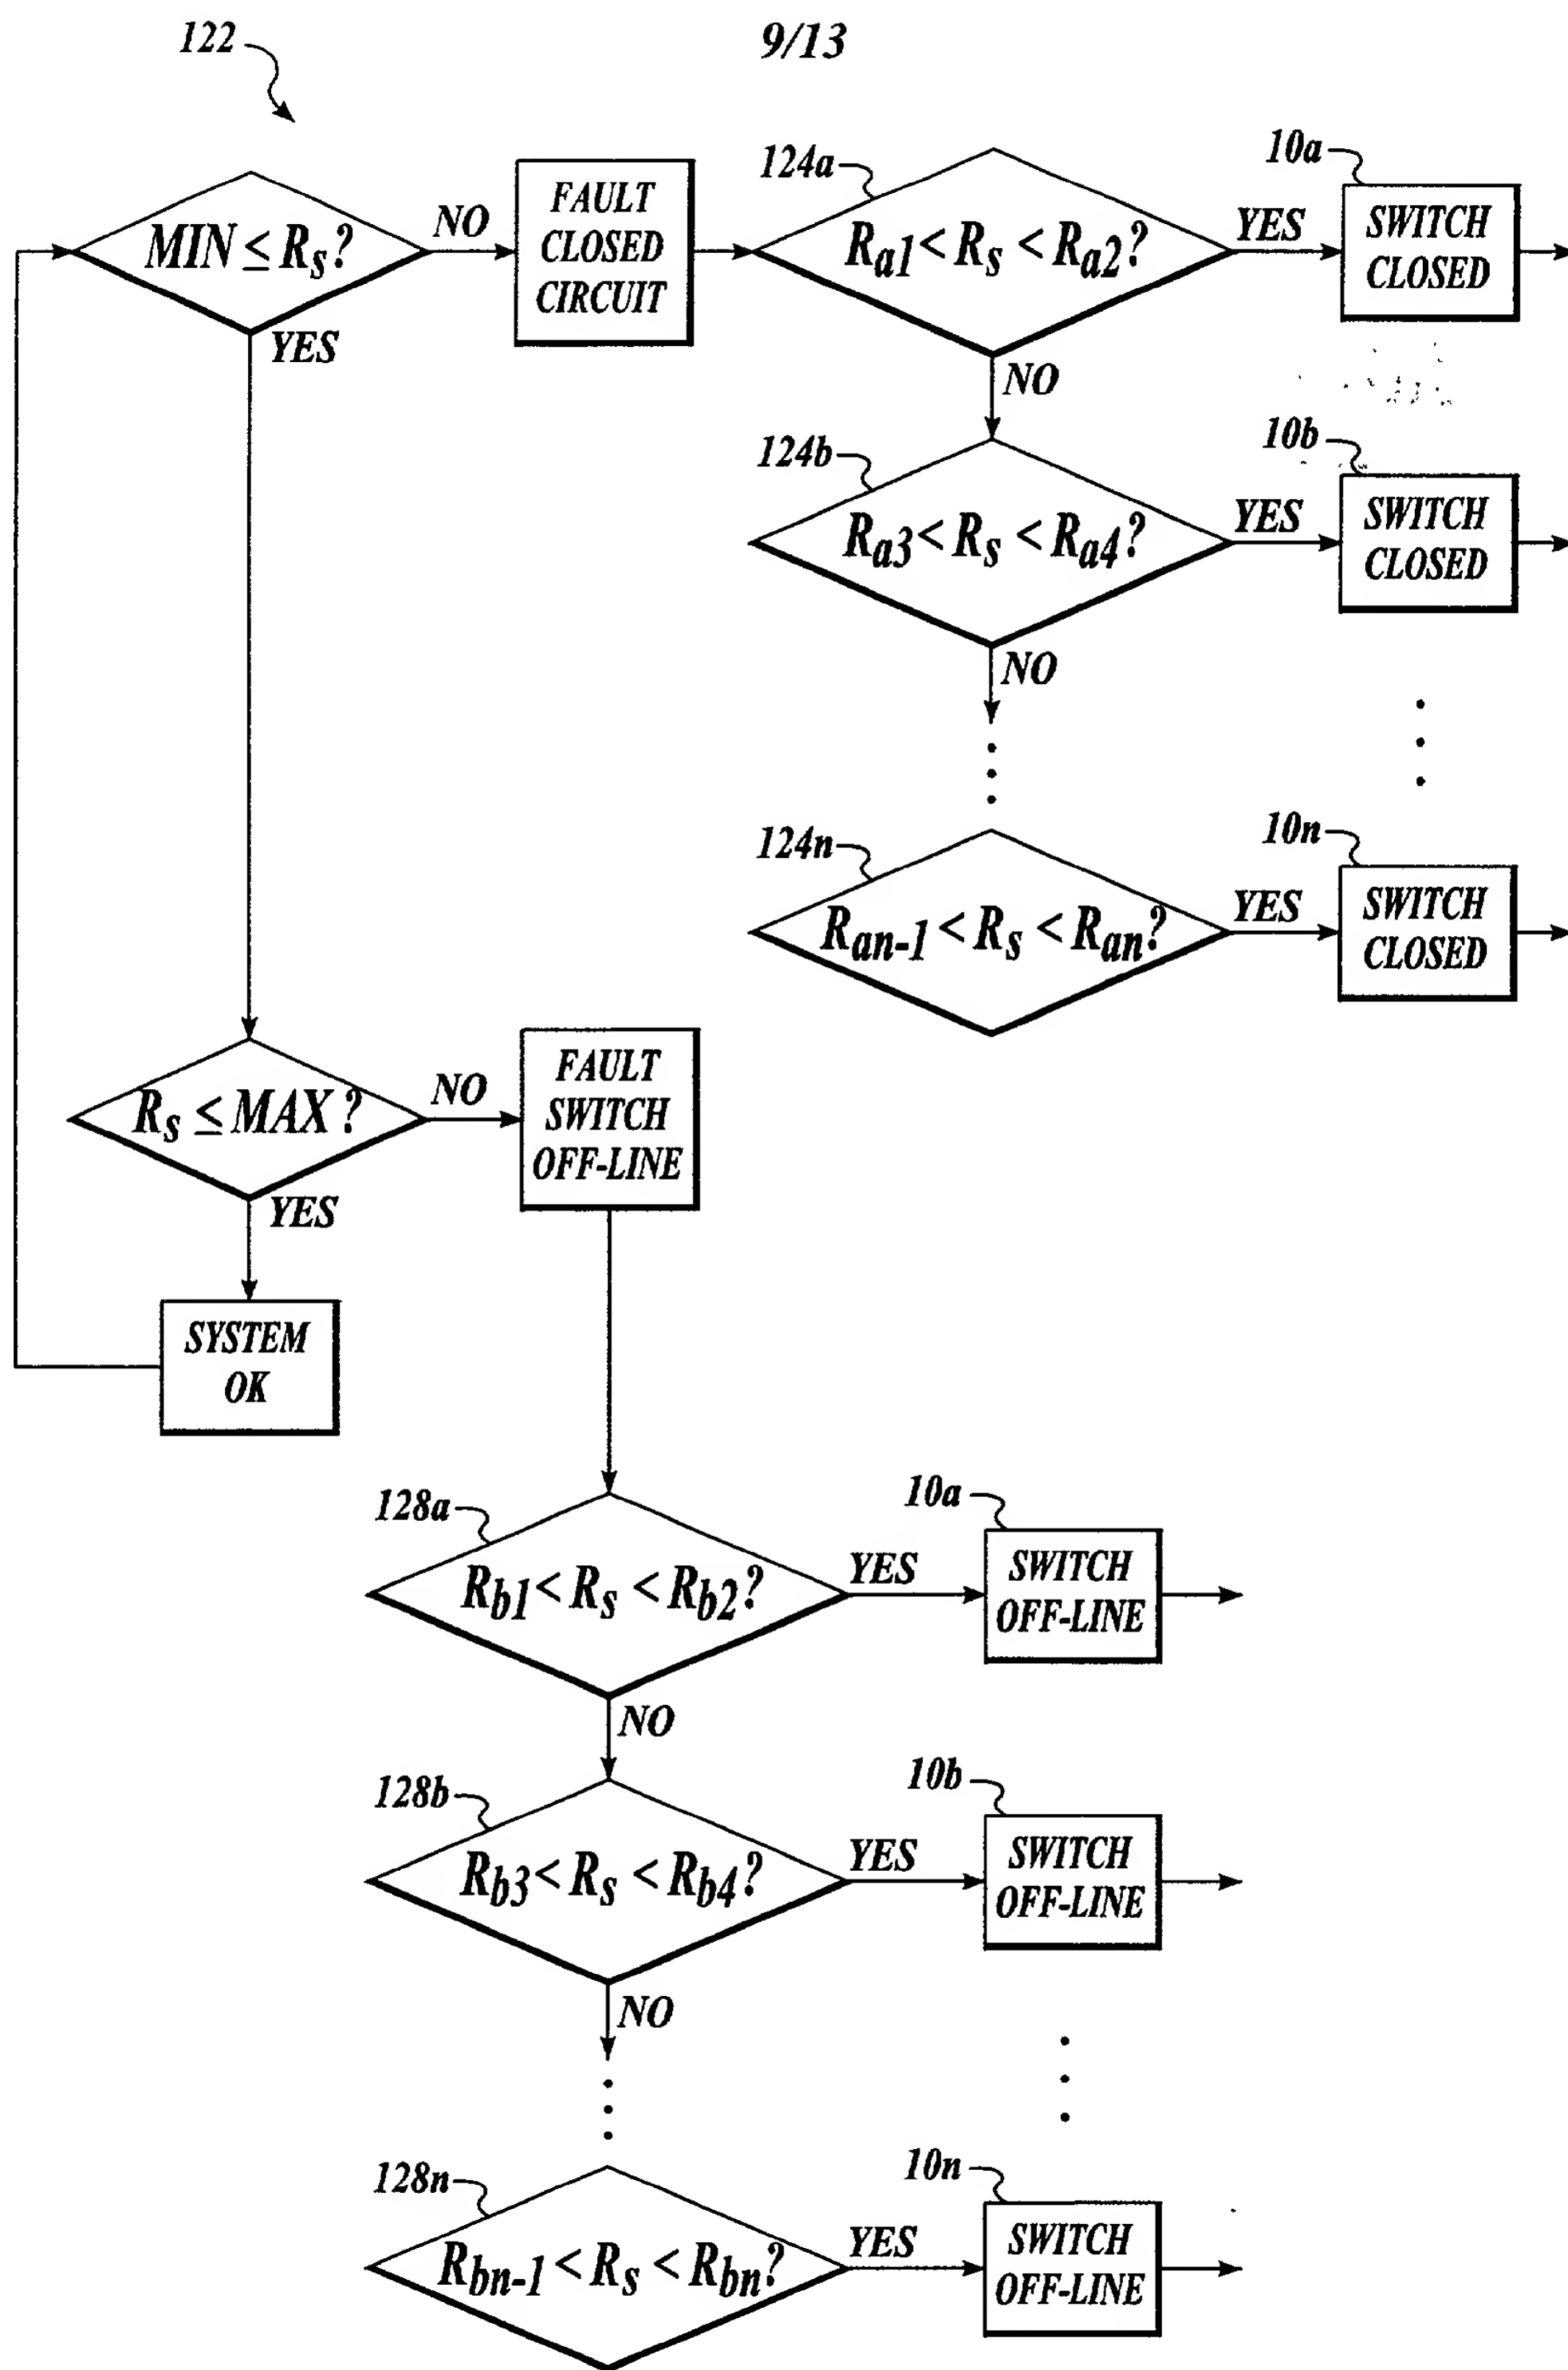 122
9/13
MIN ≤ Rs?
NO
YES
FAULT
CLOSED
CIRCUIT
124a
Ra1 < Rs < Ra2?
YES
NO
10a
SWITCH
CLOSED
124b
Ra3 < Rs < Ra4?
YES
NO
10b
SWITCH
CLOSED
124n
Ran-1 < Rs < Ran?
YES
10n
SWITCH
CLOSED
Rs ≤ MAX?
NO
YES
FAULT
SWITCH
OFF-LINE
SYSTEM
OK
128a
Rb1 < Rs < Rb2?
YES
NO
10a
SWITCH
OFF-LINE
128b
Rb3 < Rs < Rb4?
YES
NO
10b
SWITCH
OFF-LINE
128n
Rbn-1 < Rs < Rbn?
YES
10n
SWITCH
OFF-LINE